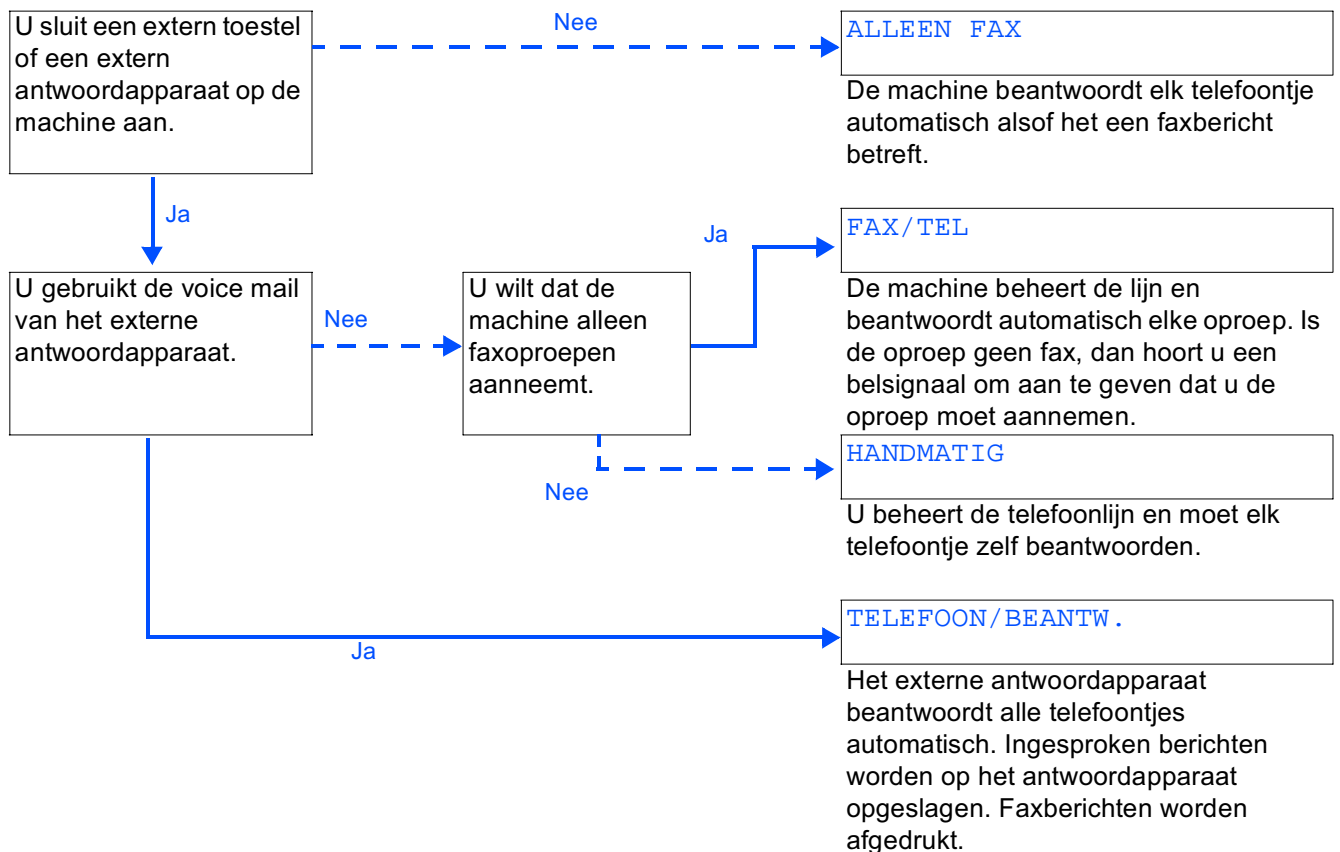 U sluit een extern toestel
of een extern
antwoordapparaat op de
machine aan.
Nee
ALLEEN FAX
De machine beantwoordt elk telefoontje
automatisch alsof het een faxbericht
betreft.
Ja
U gebruikt de voice mail
van het externe
antwoordapparaat.
Nee
U wilt dat de
machine alleen
faxoproepen
aanneemt.
Ja
FAX/TEL
De machine beheert de lijn en
beantwoordt automatisch elke oproep. Is
de oproep geen fax, dan hoort u een
belsignaal om aan te geven dat u de
oproep moet aannemen.
Nee
HANDMATIG
U beheert de telefoonlijn en moet elk
telefoontje zelf beantwoorden.
Ja
TELEFOON/BEANTW.
Het externe antwoordapparaat
beantwoordt alle telefoontjes
automatisch. Ingesproken berichten
worden op het antwoordapparaat
opgeslagen. Faxberichten worden
afgedrukt.